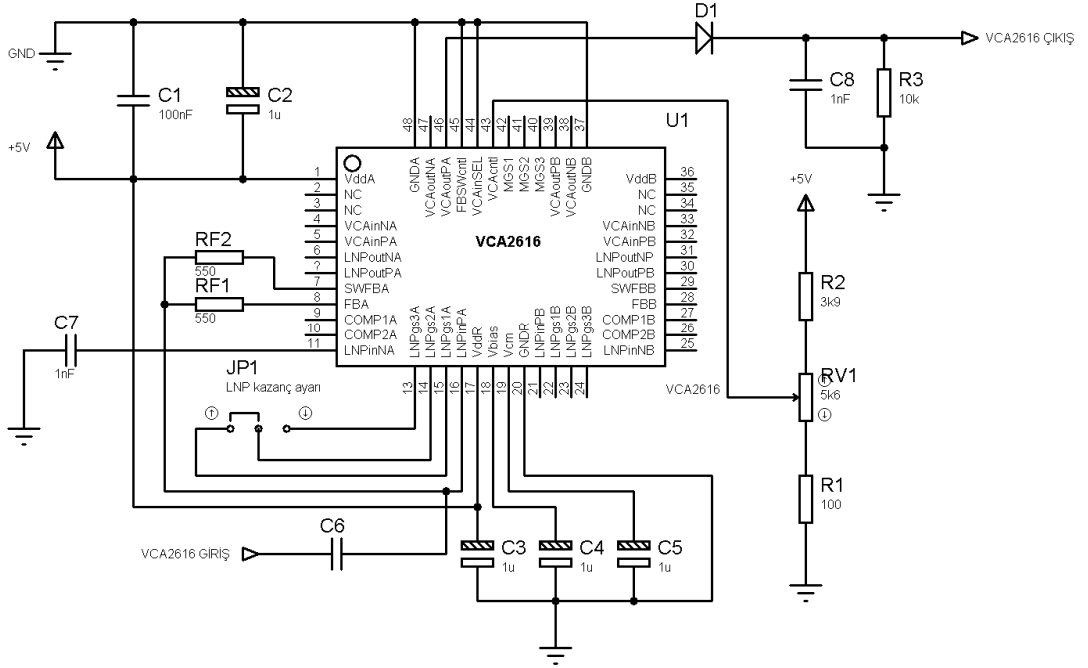 D1
GND
VCA2616 ÇIKIŞ
C1
100nF
C2
1u
C8
1nF
R3
10k
+5V
U1
48 47 46 45 44 43 42 41 40 39 38 37
GNDA VCAoutNA VCAoutPA FBSWcntl VCAinSEL VCAcntl MGS1 MGS2 MGS3 VCAoutPB VCAoutNB GNDB
1 VddA
2 NC
3 NC
4 VCAinNA
5 VCAinPA
6 LNPoutNA
? LNPoutPA
7 SWFBA
8 FBA
9 COMP1A
10 COMP2A
11 LNPinNA
VCA2616
VddB 36
NC 35
NC 34
VCAinNB 33
VCAinPB 32
LNPoutNP 31
LNPoutPB 30
SWFBB 29
FBB 28
COMP1B 27
COMP2B 26
LNPinNB 25
LNPgs3A LNPgs2A LNPgs1A LNPinPA VddR Vbias Vcm GNDR LNPinPB LNPgs1B LNPgs2B LNPgs3B
13 14 15 16 17 18 19 20 21 22 23 24
RF2
550
RF1
550
C7
1nF
JP1
LNP kazanç ayarı
+5V
R2
3k9
RV1
5k6
VCA2616
R1
100
C6
VCA2616 GİRİŞ
C3
1u
C4
1u
C5
1u